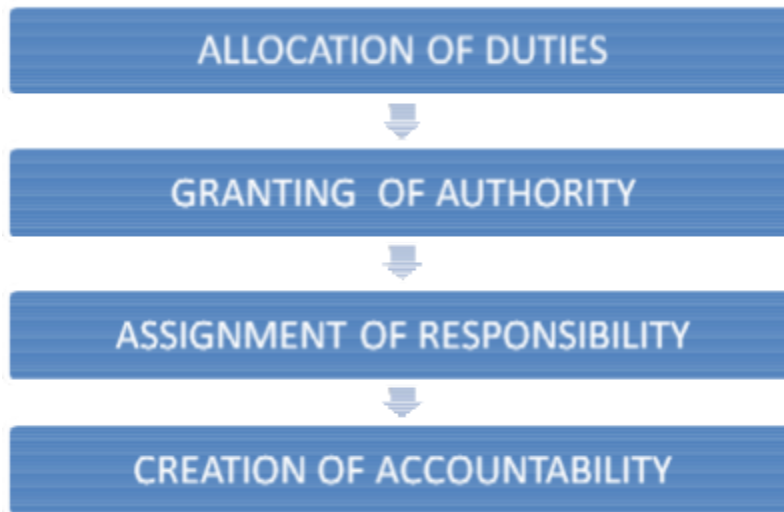 ALLOCATION OF DUTIES
GRANTING OF AUTHORITY
ASSIGNMENT OF RESPONSIBILITY
CREATION OF ACCOUNTABILITY